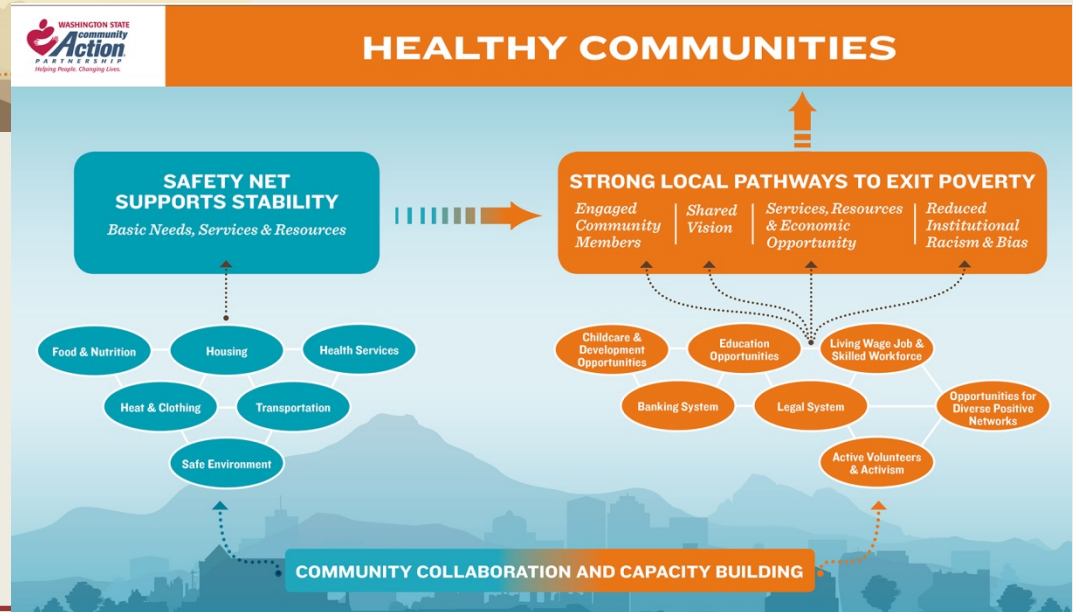 WASHINGTON STATE
community
Action
PARTNERSHIP
Helping People. Changing Lives.
HEALTHY COMMUNITIES
SAFETY NET
SUPPORTS STABILITY
Basic Needs, Services & Resources
STRONG LOCAL PATHWAYS TO EXIT POVERTY
Engaged
Community
Members
Shared
Vision
Services, Resources
& Economic
Opportunity
Reduced
Institutional
Racism & Bias
Food & Nutrition
Housing
Health Services
Heat & Clothing
Transportation
Safe Environment
Childcare &
Development
Opportunities
Education
Opportunities
Living Wage Job &
Skilled Workforce
Banking System
Legal System
Opportunities for
Diverse Positive
Networks
Active Volunteers
& Activism
COMMUNITY COLLABORATION AND CAPACITY BUILDING